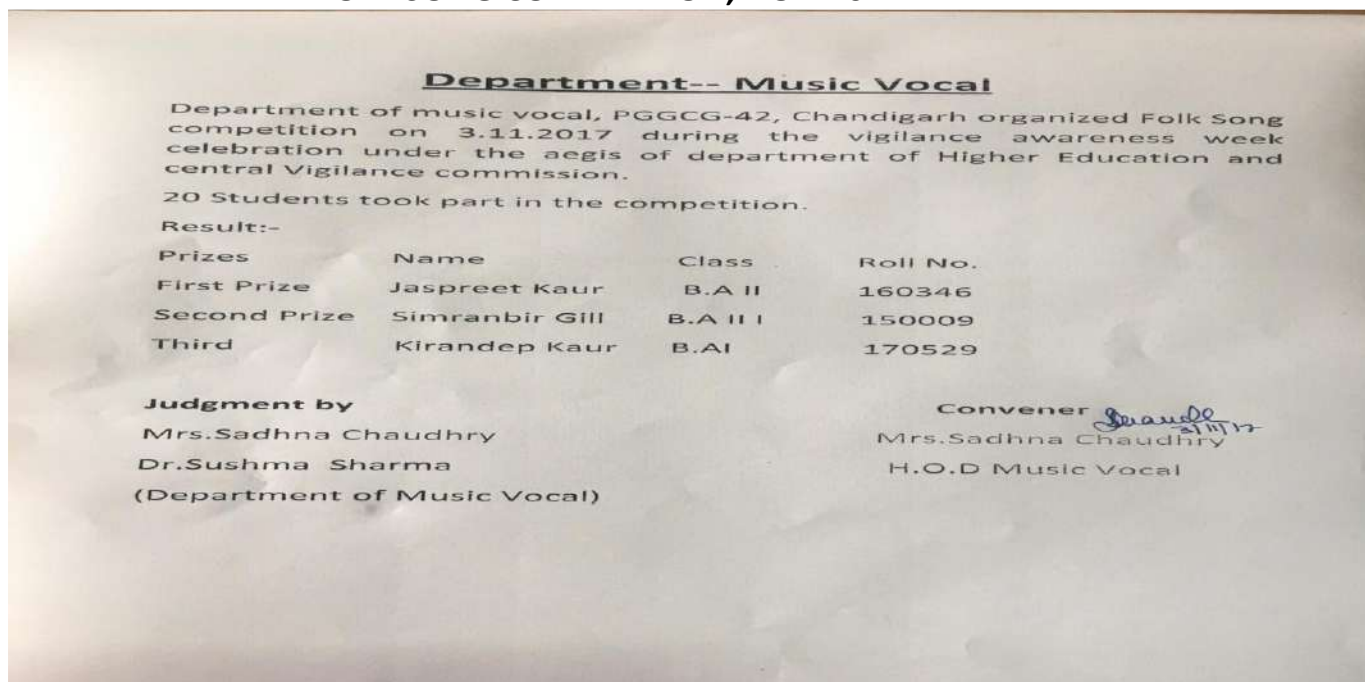 Department-- Music Vocal
Department of music vocal, PGGCG-42, Chandigarh organized Folk Song
competition on 3.11.2017 during the vigilance awareness week
celebration under the aegis of department of Higher Education and
central Vigilance commission.
20 Students took part in the competition.
Result:-
Prizes Name Class Roll No.
First Prize Jaspreet Kaur B.A II 160346
Second Prize Simranbir Gill B.A II I 150009
Third Kirandep Kaur B.AI 170529
Judgment by Convener
3/11/17
Mrs.Sadhna Chaudhry Mrs.Sadhna Chaudhry
Dr.Sushma Sharma H.O.D Music Vocal
(Department of Music Vocal)